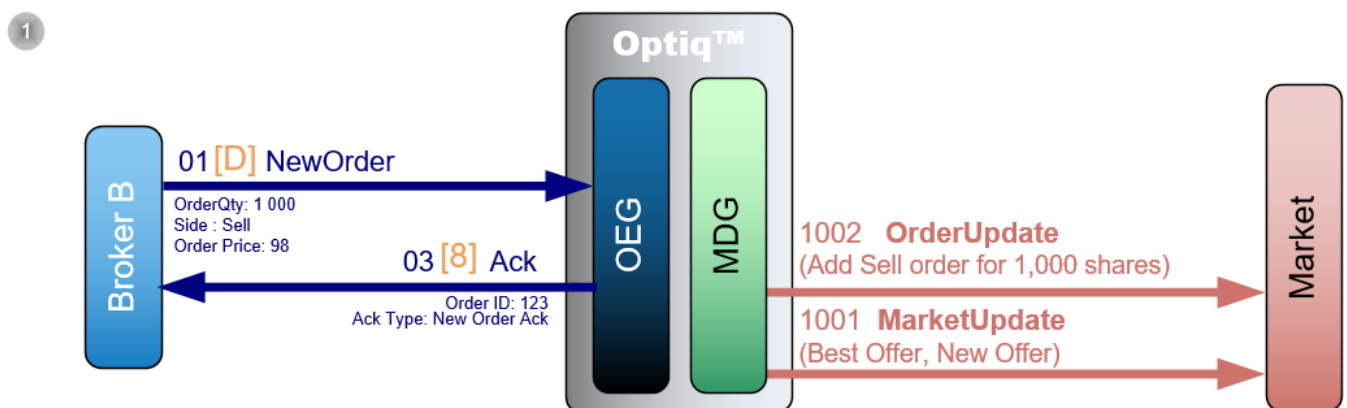 1
Optiq™
Broker B
01 [D] NewOrder
OrderQty: 1 000
Side : Sell
Order Price: 98
03 [8] Ack
Order ID: 123
Ack Type: New Order Ack
OEG
MDG
1002 OrderUpdate
(Add Sell order for 1,000 shares)
1001 MarketUpdate
(Best Offer, New Offer)
Market